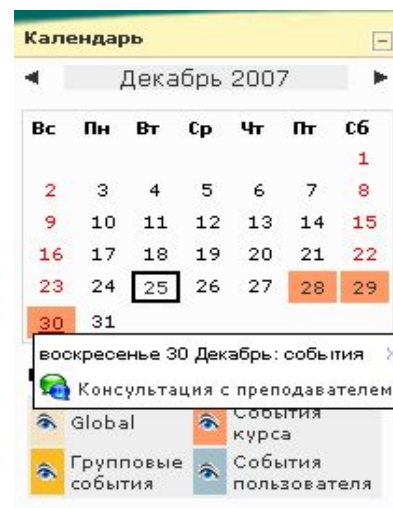 Календарь
Декабрь 2007
Вс Пн Вт Ср Чт Пт Сб
1
2 3 4 5 6 7 8
9 10 11 12 13 14 15
16 17 18 19 20 21 22
23 24 25 26 27 28 29
30 31
воскресенье 30 Декабрь: события
Консультация с преподавателем
Global
События
курса
Групповые
события
События
пользователя